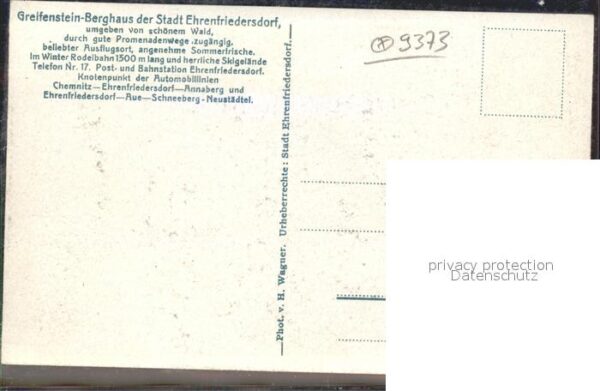 Greifenstein-Berghaus der Stadt Ehrenfriedersdorf,
umgeben von schönem Wald,
durch gute Promenadenwege zugängig,
beliebter Ausflugsort, angenehme Sommerfrische.
Im Winter Rodelbahn 1500 m lang und herrliche Skigelände
Telefon Nr. 17. Post- und Bahnstation Ehrenfriedersdorf.
Knotenpunkt der Automobillinien
Chemnitz—Ehrenfriedersdorf—Annaberg und
Ehrenfriedersdorf—Aue—Schneeberg-Neustädtel.
Phot. v. H. Wagner. Urheberrechte: Stadt Ehrenfriedersdorf.
9373
privacy protection
Datenschutz